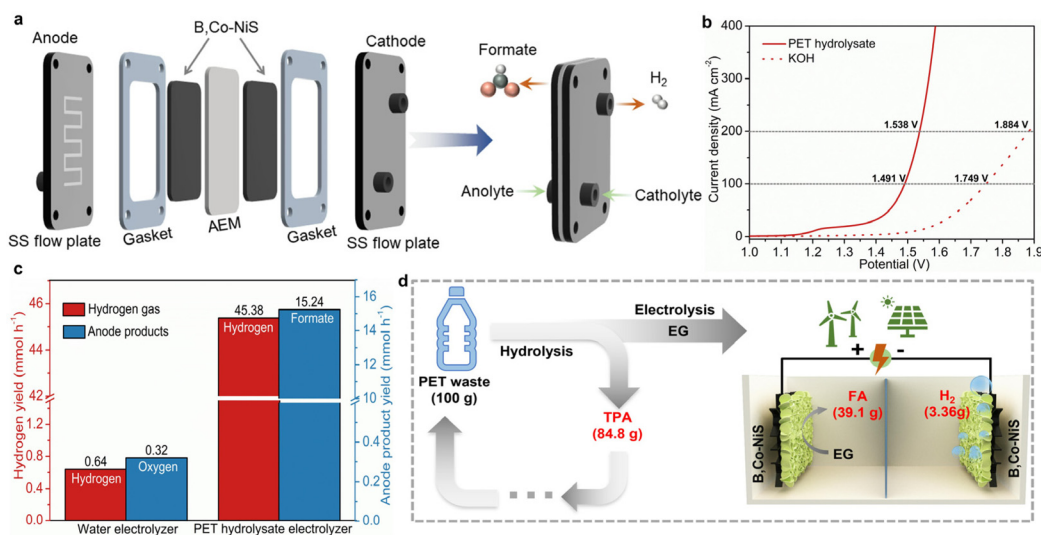 a
Anode
B,Co-NiS
Cathode
Formate
H2
Anolyte
Catholyte
SS flow plate
Gasket
AEM
Gasket
SS flow plate
b
400
300
200
100
0
Current density (mA cm-2)
PET hydrolysate
KOH
1.538 V
1.884 V
1.491 V
1.749 V
1.0
1.1
1.2
1.3
1.4
1.5
1.6
1.7
1.8
1.9
Potential (V)
c
Hydrogen yield (mmol h-1)
46
44
42
0.8
0.6
0.4
0.2
0.0
Hydrogen gas
Anode products
45.38
15.24
Hydrogen
Formate
0.64
0.32
Hydrogen
Oxygen
16
14
12
10
0.4
0.2
0.0
Anode product yield (mmol h-1)
Water electrolyzer
PET hydrolysate electrolyzer
d
PET waste
(100 g)
Hydrolysis
Electrolysis
EG
TPA
(84.8 g)
+
-
FA
(39.1 g)
H2
(3.36g)
EG
B,Co-NiS
B,Co-NiS